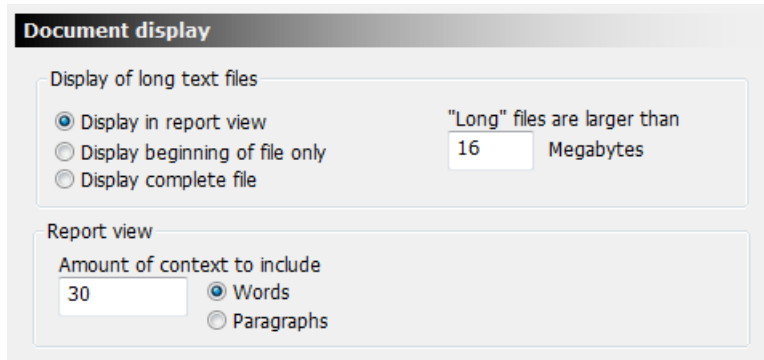 Document display
Display of long text files
Display in report view
Display beginning of file only
Display complete file
"Long" files are larger than
16 Megabytes
Report view
Amount of context to include
30
Words
Paragraphs